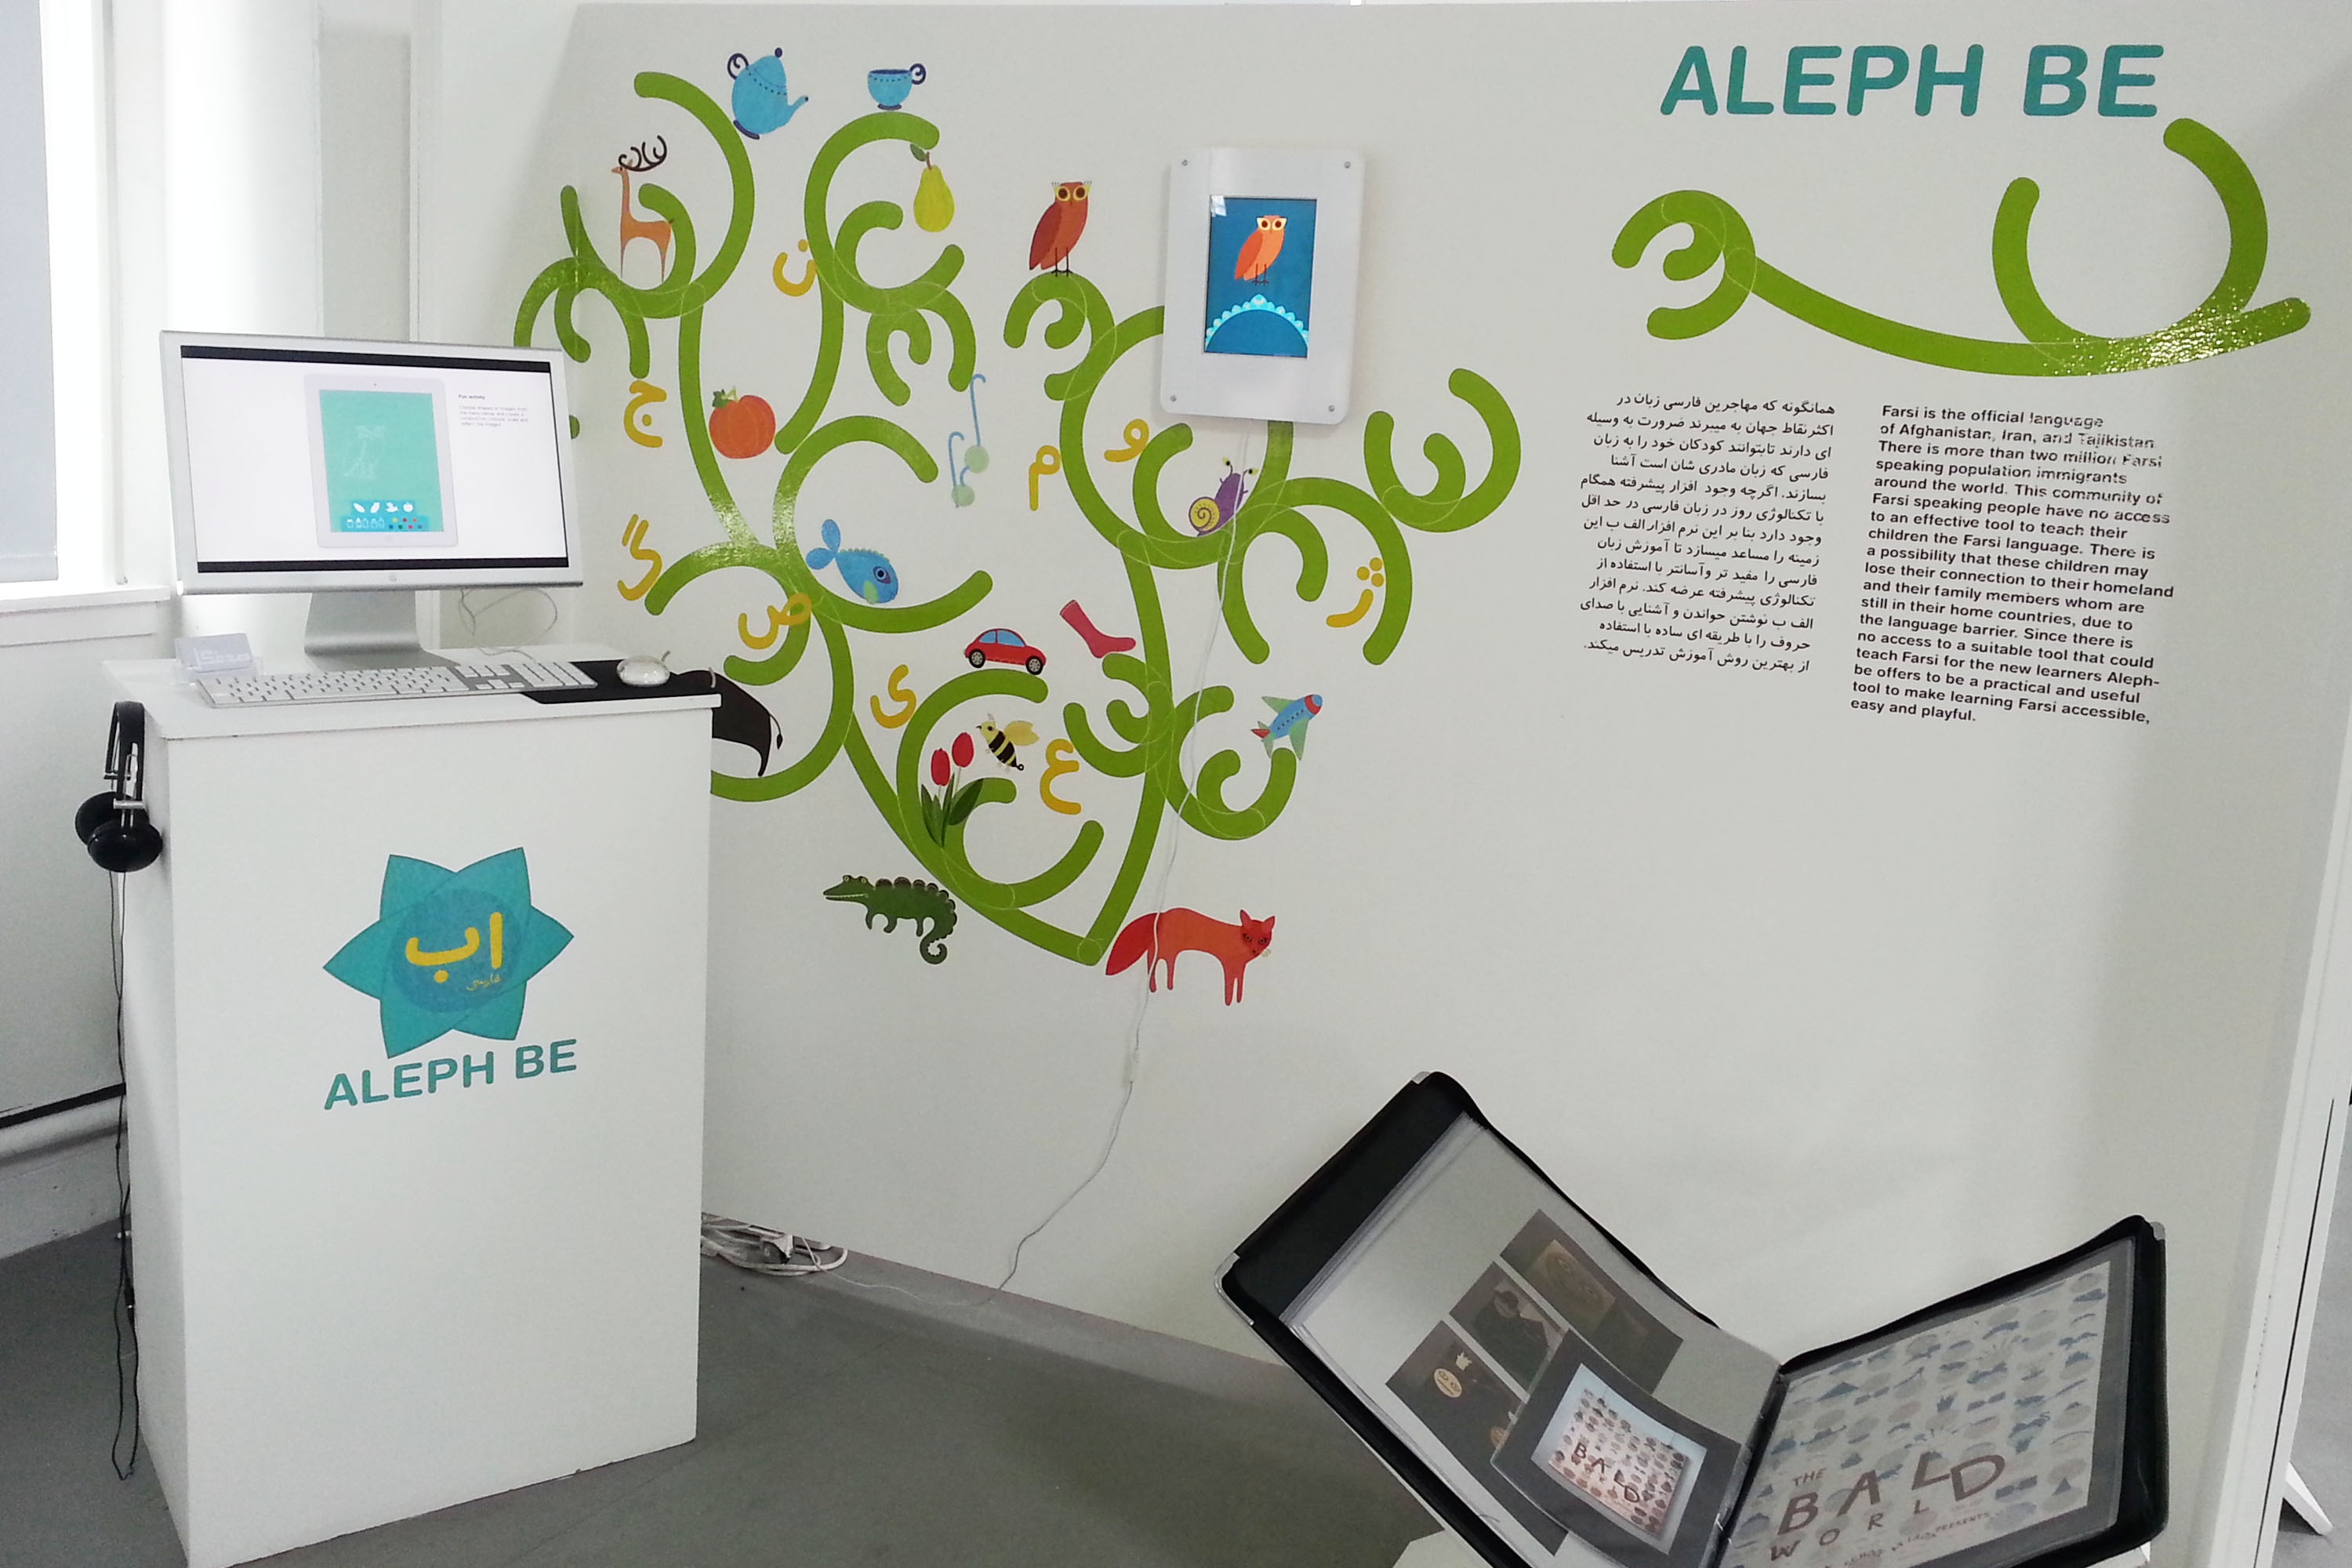 ALEPH BE
همانگونه که مهاجرین فارسی زبان در
اکثر نقاط جهان به میبرند ضرورت به وسیله
ای دارند تابتوانند کودکان خود را به زبان
فارسی که زبان مادری شان است آشنا
بسازند. اگرچه وجود افزار پیشرفته همگام
با تکنالوژی روز در زبان فارسی در حد اقل
وجود دارد بنا بر این نرم افزار الف ب این
زمینه را مساعد میسازد تا آموزش زبان
فارسی را مفید تر وآسانتر با استفاده از
تکنالوژی پیشرفته عرضه کند. نرم افزار
الف ب نوشتن حواندن و آشنایی با صدای
حروف را با طریقه ای ساده با استفاده
از بهترین روش آموزش تدریس میکند.
Farsi is the official language
of Afghanistan, Iran, and Tajikistan.
There is more than two million Farsi
speaking population immigrants
around the world. This community of
Farsi speaking people have no access
to an effective tool to teach their
children the Farsi language. There is
a possibility that these children may
lose their connection to their homeland
and their family members whom are
still in their home countries, due to
the language barrier. Since there is
no access to a suitable tool that could
teach Farsi for the new learners Aleph-
be offers to be a practical and useful
tool to make learning Farsi accessible,
easy and playful.
ن
ج
و
م
گ
ژ
ص
ی
ع
Fun activity
اب
فارسی
ALEPH BE
BALD
THE
BALD
WORLD
PRESENTS